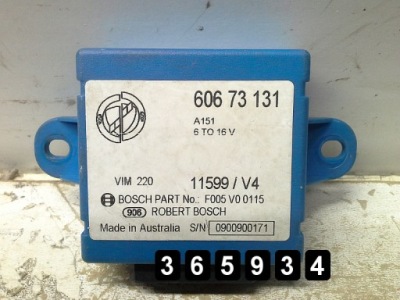 606 73 131
A151
6 TO 16 V
VIM 220
11599 / V4
BOSCH PART No.: F005 V0 0115
906 ROBERT BOSCH
Made in Australia S/N 0900900171
365934